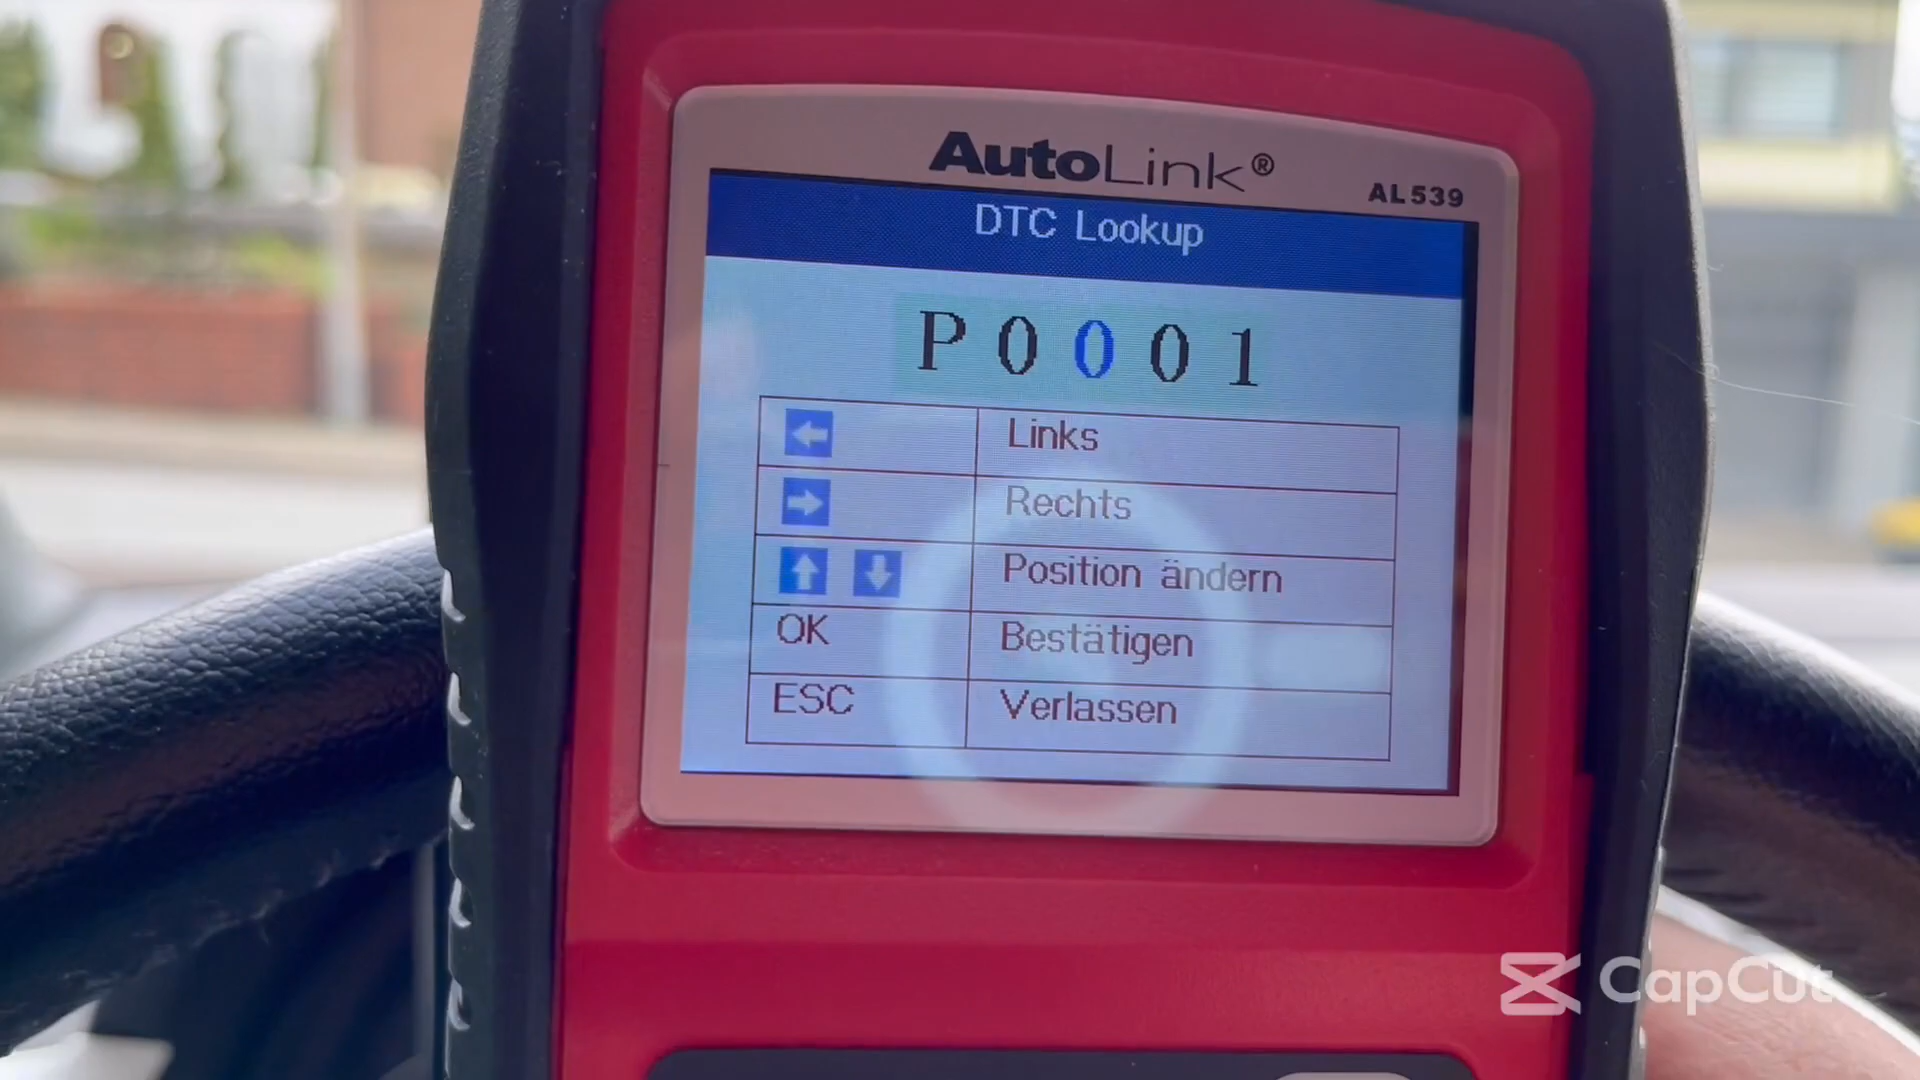 AutoLink®
AL539
DTC Lookup
P0001
Links
Rechts
Position ändern
OK Bestätigen
ESC Verlassen
CapCut